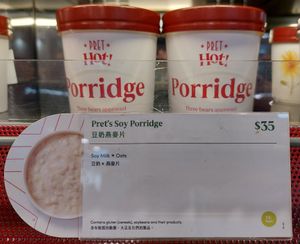 PRET
Hot!
Porridge
Three bears approved
PRET
Hot!
Porridge
Three bears approved
Pret's Soy Porridge
豆奶燕麥片
$35
Soy Milk + Oats
豆奶 + 燕麥片
Contains gluten (cereals), soybeans and their products.